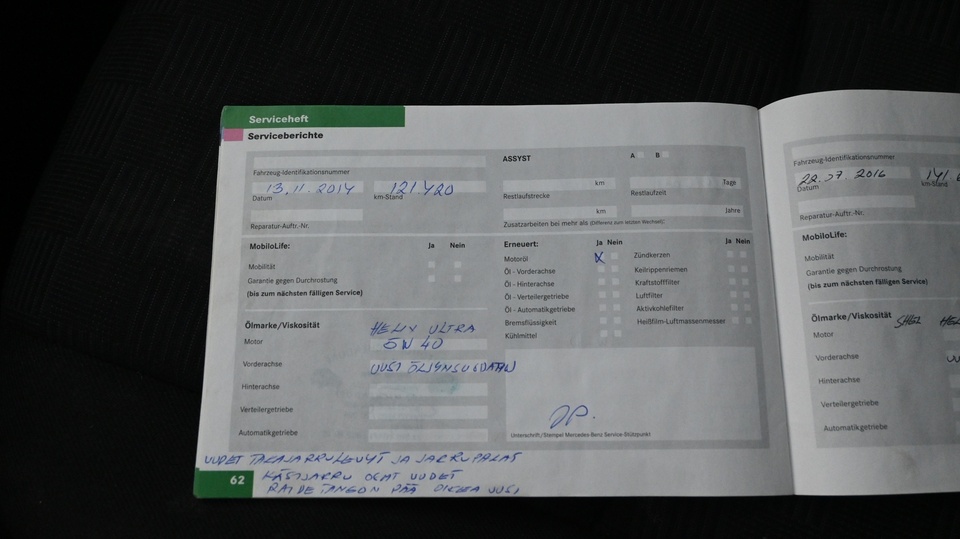 Serviceheft
Serviceberichte
Fahrzeug-Identifikationsnummer
13.11.2014 121 420
Datum km-Stand
Reparatur-Auftr.-Nr.
ASSYST A B
km Tage
Restlaufstrecke Restlaufzeit
km Jahre
Zusatzarbeiten bei mehr als (Differenz zum letzten Wechsel):
MobiloLife: Ja Nein
Mobilität
Garantie gegen Durchrostung
(bis zum nächsten fälligen Service)
Erneuert: Ja Nein Ja Nein
Motoröl X Zündkerzen
Öl - Vorderachse Keilrippenriemen
Öl - Hinterachse Kraftstofffilter
Öl - Verteilergetriebe Luftfilter
Öl - Automatikgetriebe Aktivkohlefilter
Bremsflüssigkeit Heißfilm-Luftmassenmesser
Kühlmittel
Ölmarke/Viskosität HELIX ULTRA
Motor 5W 40
Vorderachse UUSI ÖLJYNSUODATIN
Hinterachse
Verteilergetriebe
Automatikgetriebe
JP.
Unterschrift/Stempel Mercedes-Benz Service-Stützpunkt
UUDET TAKAJARRULEVYT JA JARRUPALAT
62 KÄSIJARRU OSAT UUDET
RAIDETANGON PÄÄ OIKEA UUSI
Fahrzeug-Identifikationsnummer
22.07.2016 141
Datum km-Stand
Reparatur-Auftr.-Nr.
MobiloLife:
Mobilität
Garantie gegen Durchrostung
(bis zum nächsten fälligen Service)
Ölmarke/Viskosität SHELL
Motor
Vorderachse
Hinterachse
Verteilergetriebe
Automatikgetriebe